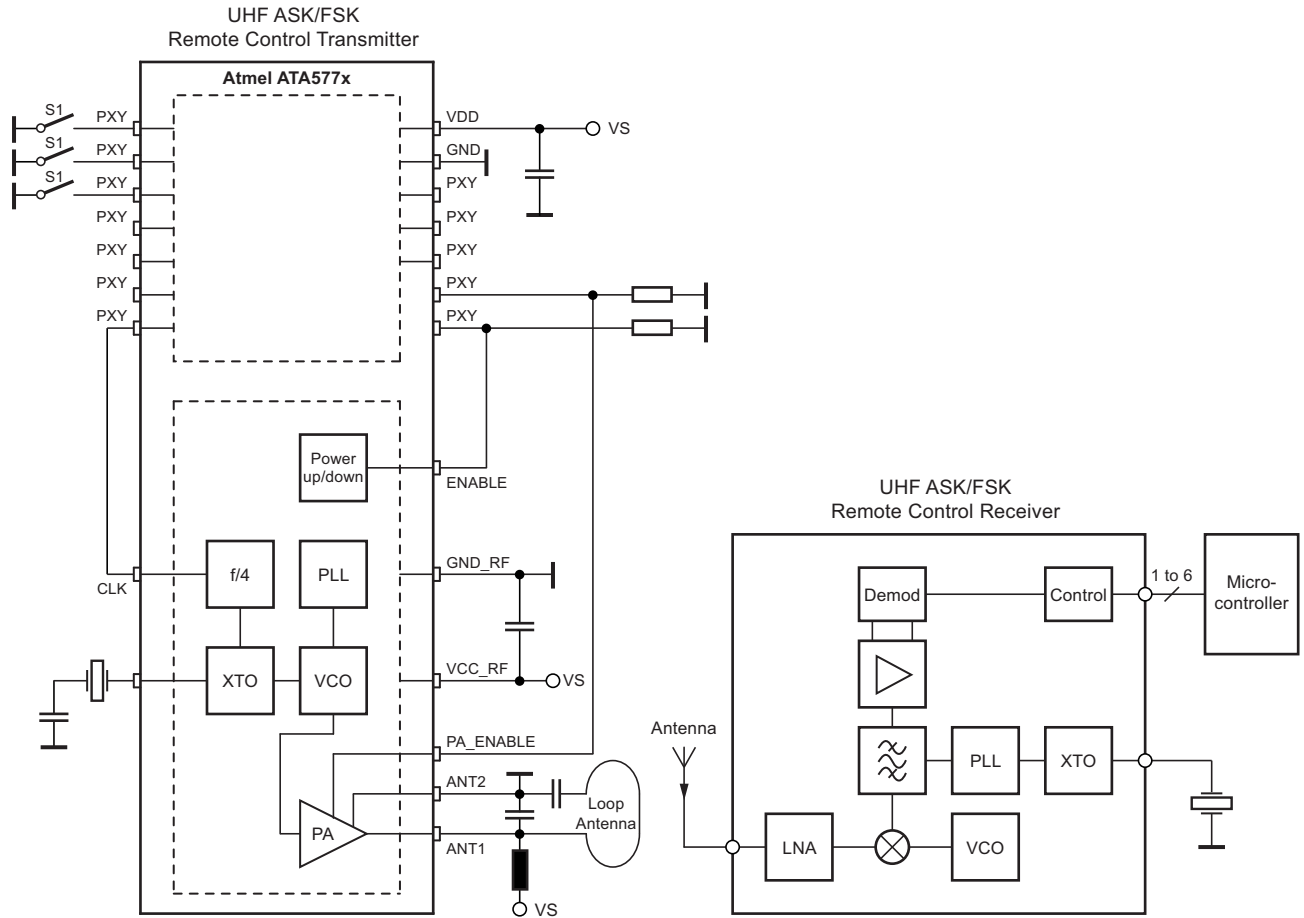 UHF ASK/FSK
Remote Control Transmitter
Atmel ATA577x
S1
PXY
VDD
VS
S1
PXY
GND
S1
PXY
PXY
PXY
PXY
PXY
PXY
PXY
PXY
PXY
PXY
Power
up/down
ENABLE
f/4
PLL
GND_RF
CLK
XTO
VCO
VCC_RF
VS
PA_ENABLE
ANT2
Loop
Antenna
PA
ANT1
VS
UHF ASK/FSK
Remote Control Receiver
Demod
Control
1 to 6
Micro-
controller
Antenna
PLL
XTO
LNA
VCO